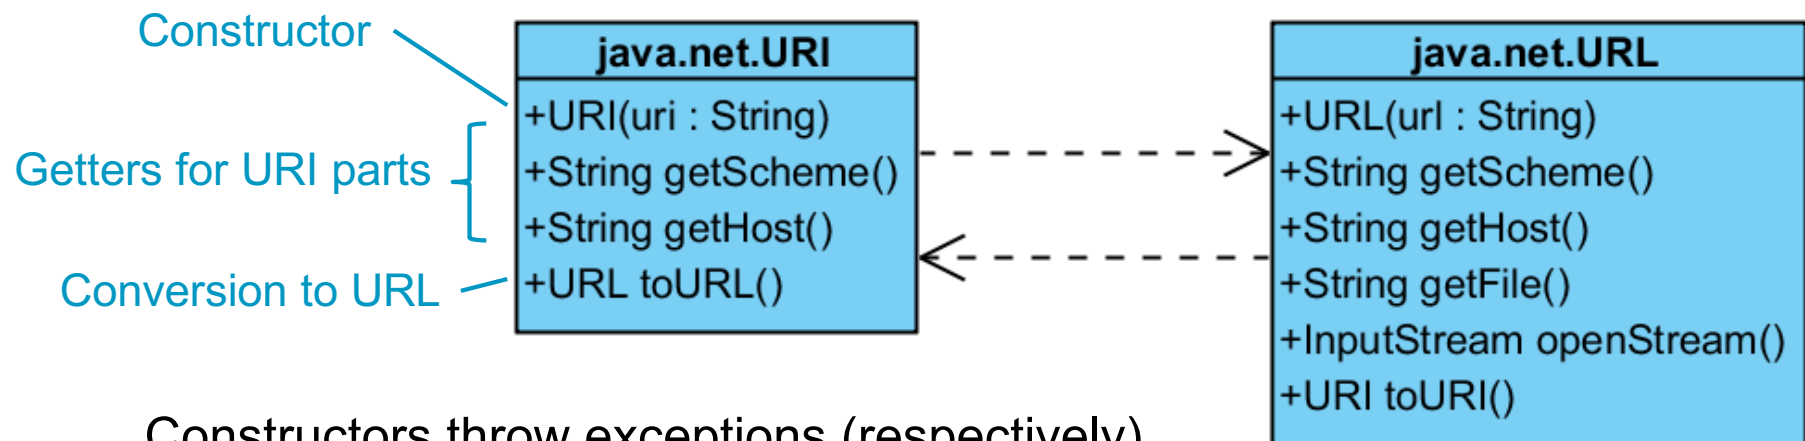 Constructor
Getters for URI parts
Conversion to URL
java.net.URI
+URI(uri : String)
+String getScheme()
+String getHost()
+URL toURL()
java.net.URL
+URL(url : String)
+String getScheme()
+String getHost()
+String getFile()
+InputStream openStream()
+URI toURI()
Constructors throw exceptions (respectively)